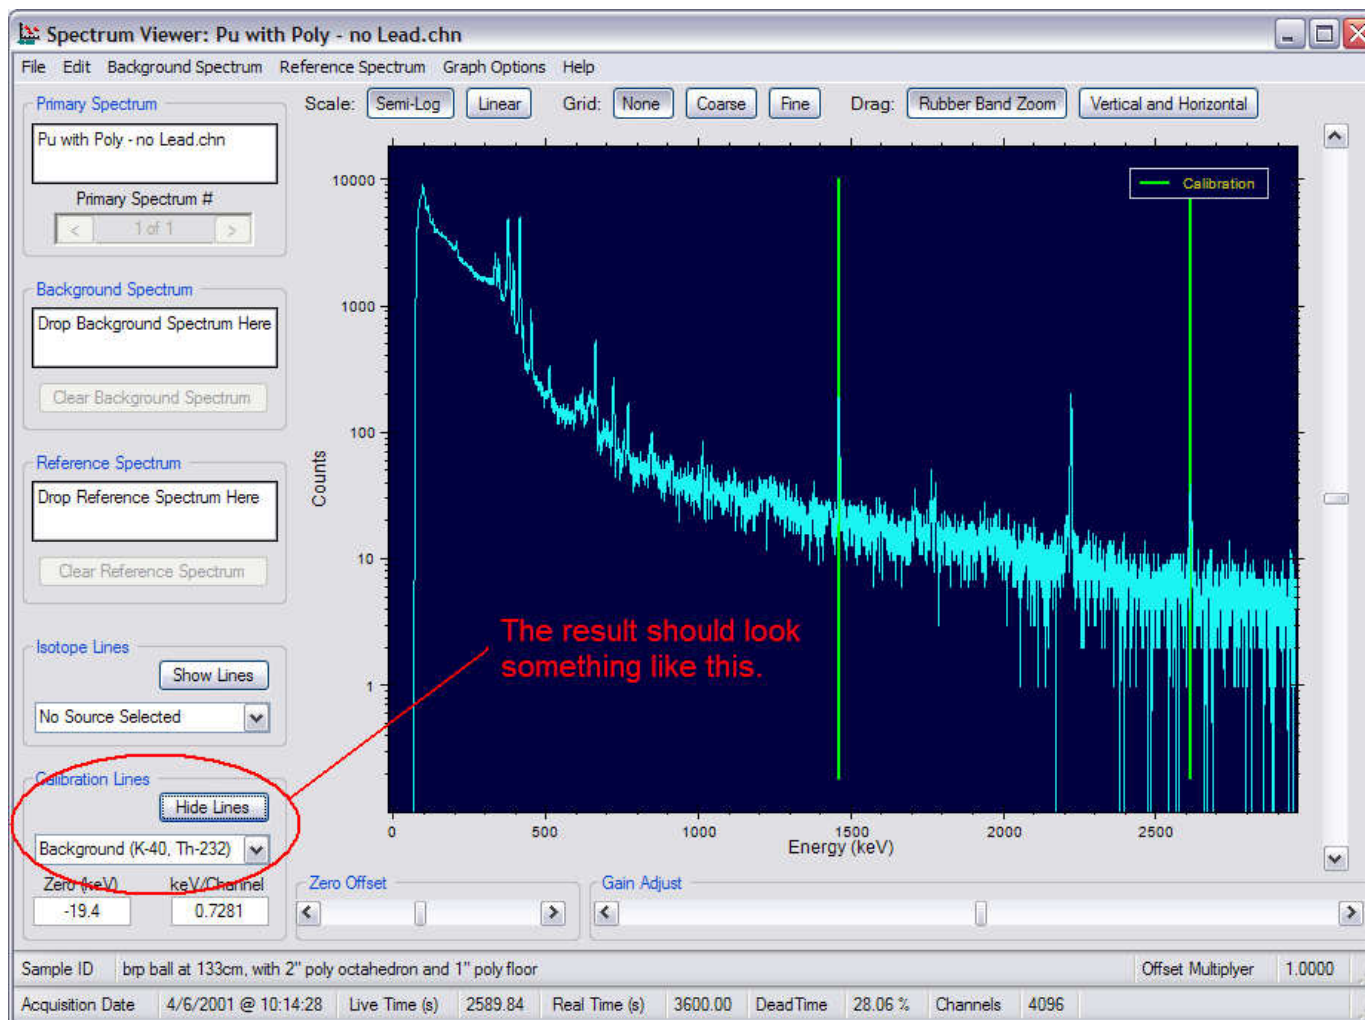 Spectrum Viewer: Pu with Poly - no Lead.chn
File Edit Background Spectrum Reference Spectrum Graph Options Help
Primary Spectrum
Pu with Poly - no Lead.chn
Primary Spectrum #
< 1 of 1 >
Background Spectrum
Drop Background Spectrum Here
Clear Background Spectrum
Reference Spectrum
Drop Reference Spectrum Here
Clear Reference Spectrum
Isotope Lines
Show Lines
No Source Selected
Calibration Lines
Hide Lines
Background (K-40, Th-232)
Zero (keV) keV/Channel
-19.4 0.7281
Scale: Semi-Log Linear Grid: None Coarse Fine Drag: Rubber Band Zoom Vertical and Horizontal
Calibration
10000
1000
100
10
1
Counts
0 500 1000 1500 2000 2500
Energy (keV)
The result should look
something like this.
Zero Offset
Gain Adjust
Sample ID brp ball at 133cm, with 2" poly octahedron and 1" poly floor Offset Multiplyer 1.0000
Acquisition Date 4/6/2001 @ 10:14:28 Live Time (s) 2589.84 Real Time (s) 3600.00 DeadTime 28.06 % Channels 4096